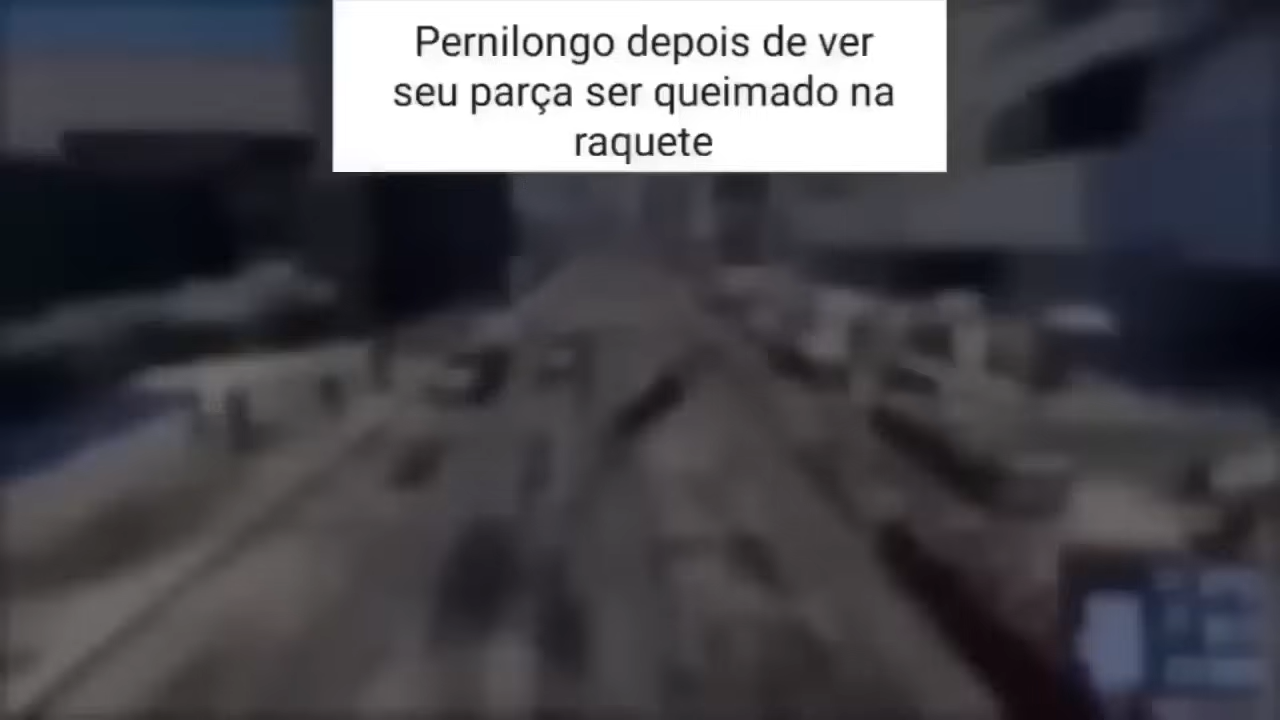 Pernilongo depois de ver
seu parça ser queimado na
raquete